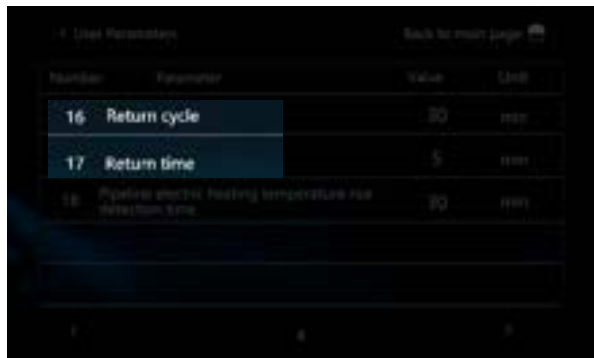 < User Parameters Back to main page
Number Parameter Value Unit
16 Return cycle 30 min
17 Return time 5 min
18 Pipeline electric heating temperature rise
detection time 30 min